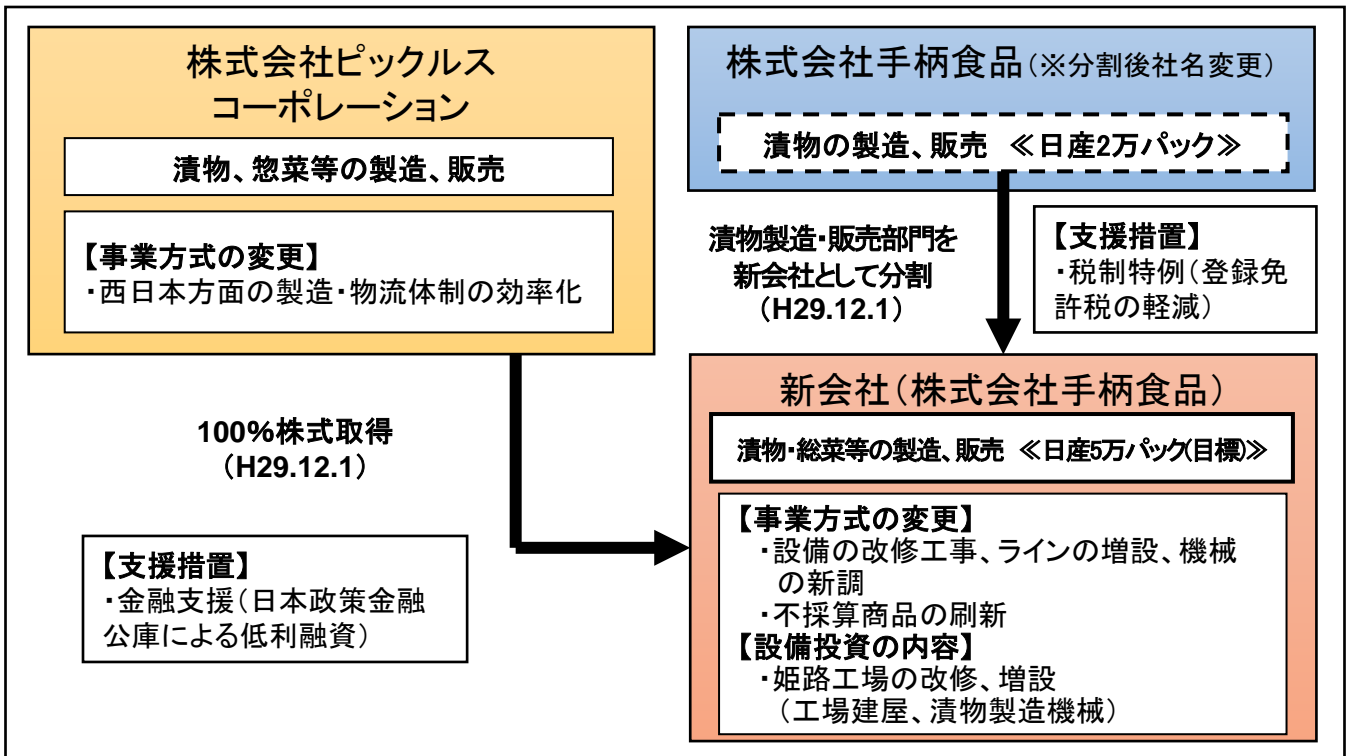 株式会社ピックルス
コーポレーション
漬物、惣菜等の製造、販売
【事業方式の変更】
・西日本方面の製造・物流体制の効率化
株式会社手柄食品(※分割後社名変更)
漬物の製造、販売 ≪日産2万パック≫
漬物製造・販売部門を
新会社として分割
(H29.12.1)
【支援措置】
・税制特例(登録免
許税の軽減)
100%株式取得
(H29.12.1)
【支援措置】
・金融支援(日本政策金融
公庫による低利融資)
新会社(株式会社手柄食品)
漬物・総菜等の製造、販売 ≪日産5万パック(目標)≫
【事業方式の変更】
・設備の改修工事、ラインの増設、機械
の新調
・不採算商品の刷新
【設備投資の内容】
・姫路工場の改修、増設
(工場建屋、漬物製造機械)